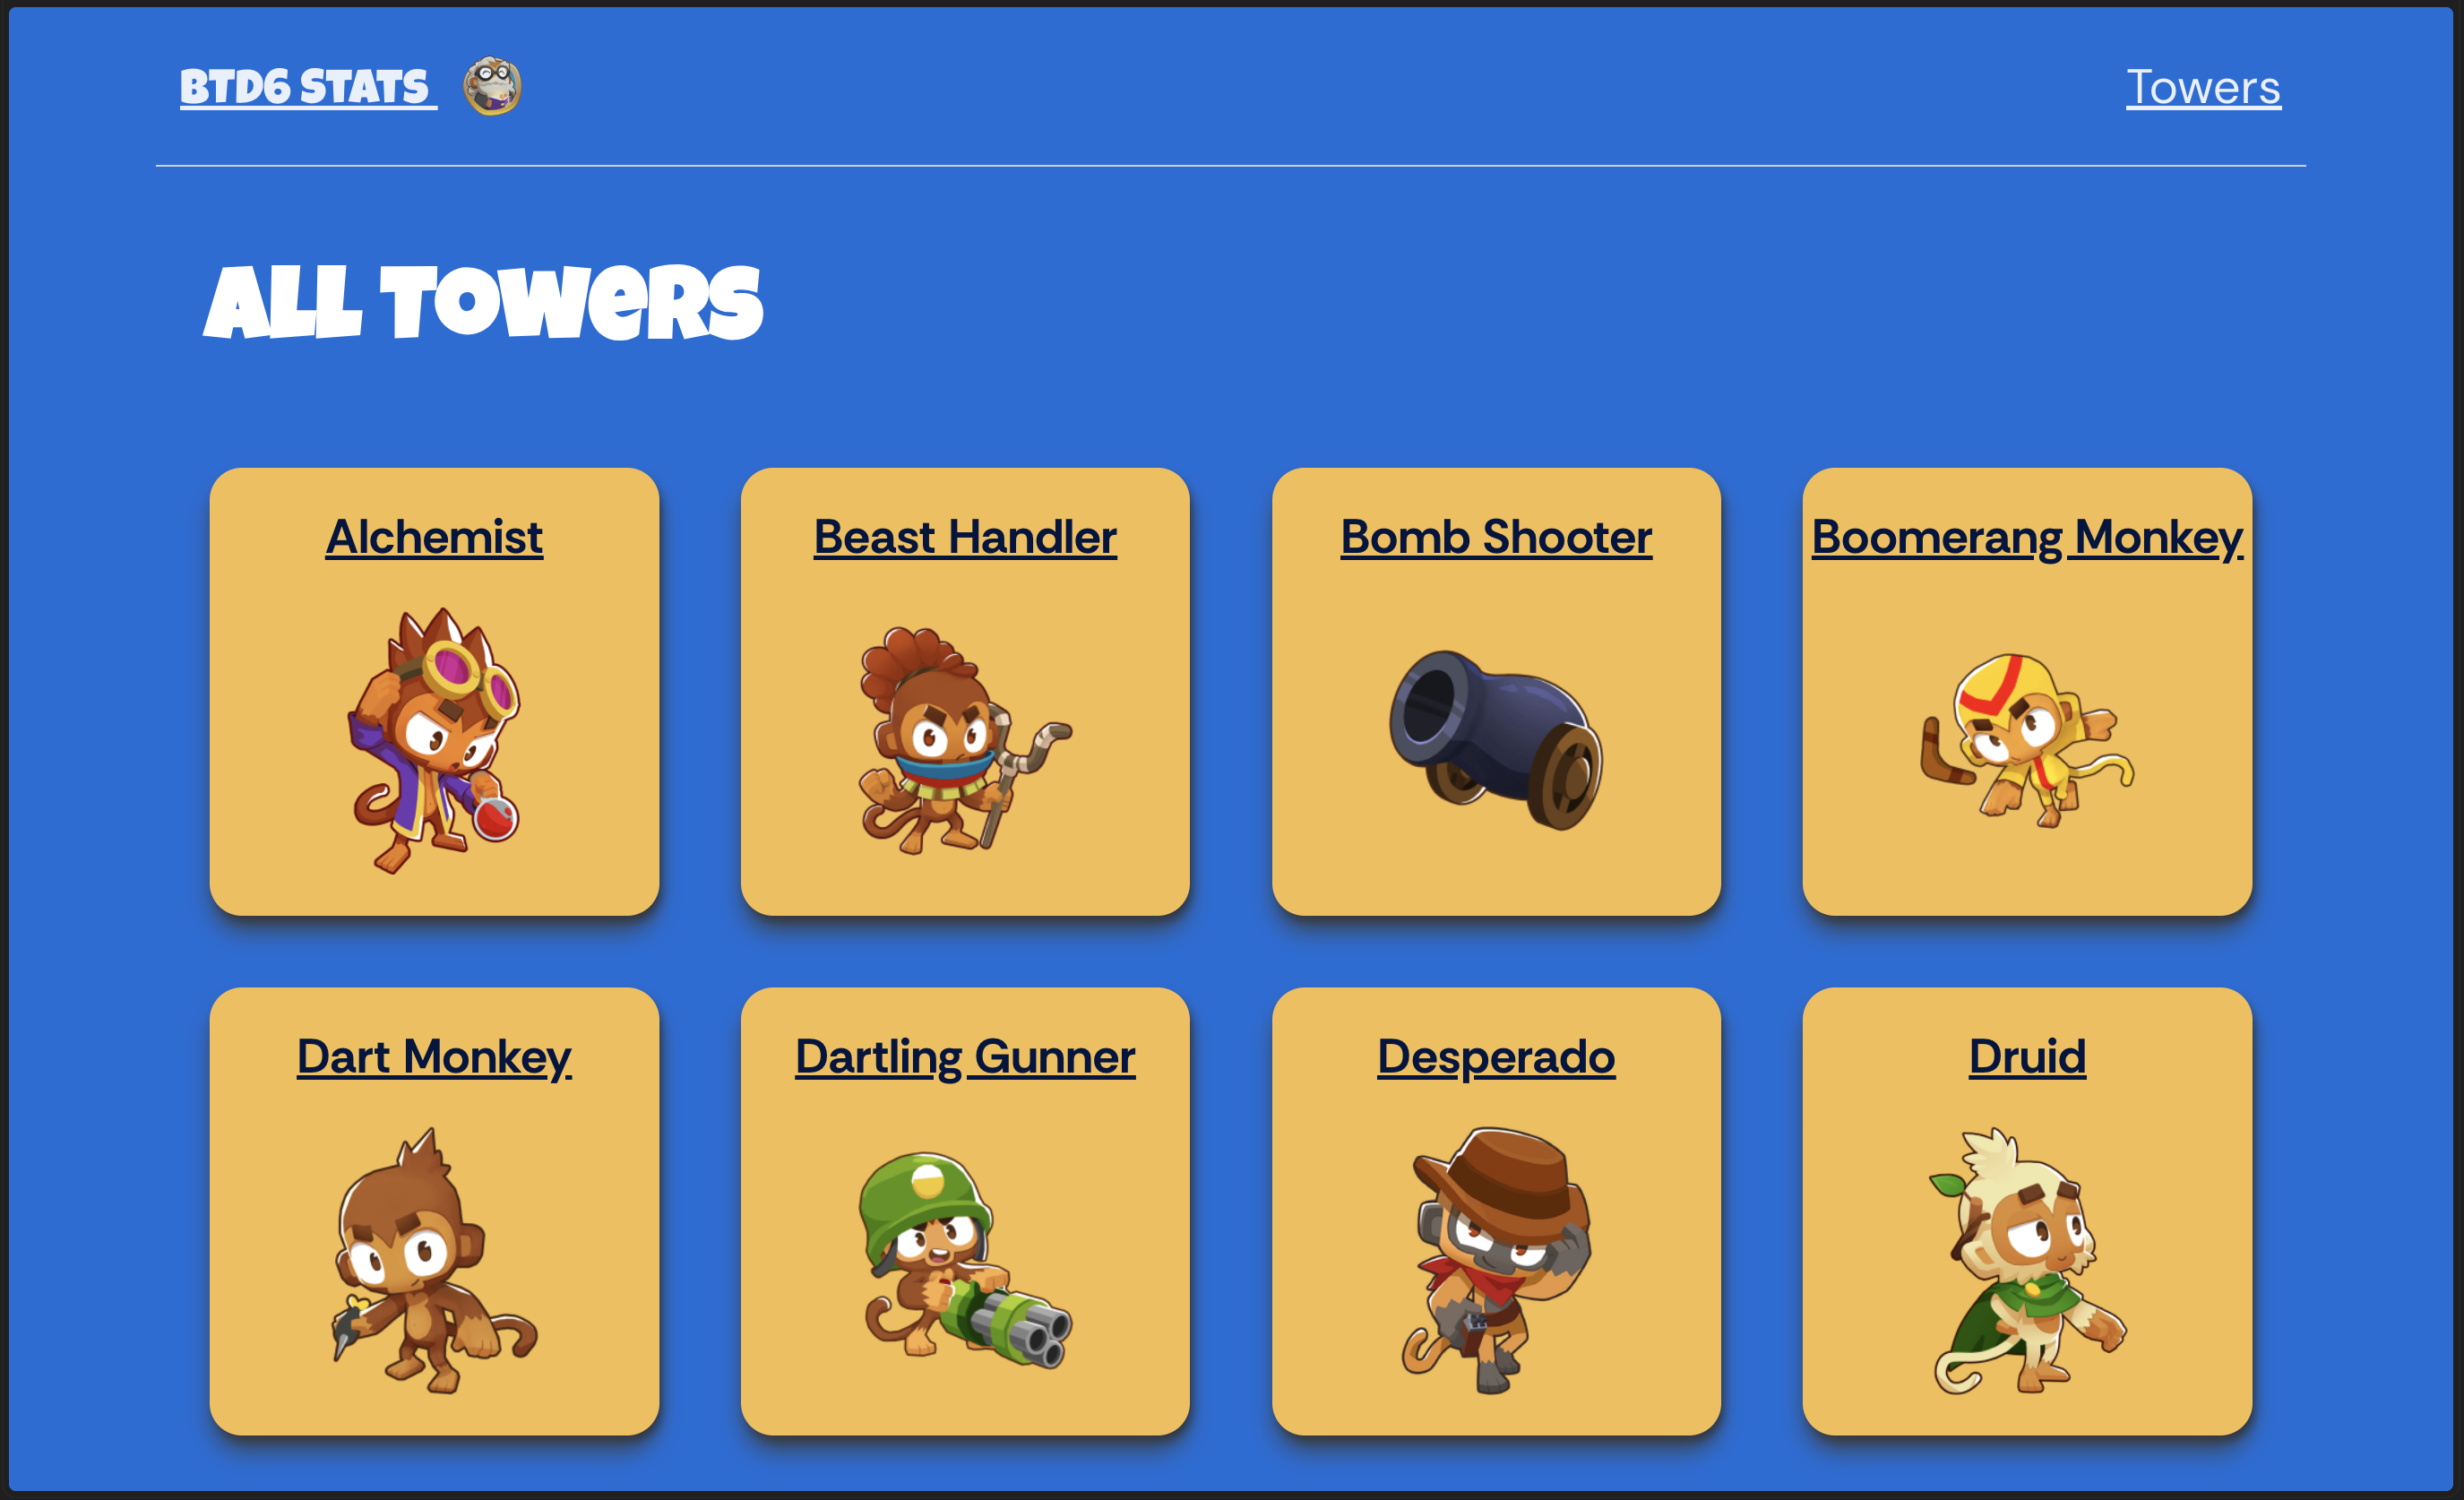 BTD6 STATS
Towers
ALL TOWeRS
Alchemist
Beast Handler
Bomb Shooter
Boomerang Monkey
Dart Monkey
Dartling Gunner
Desperado
Druid